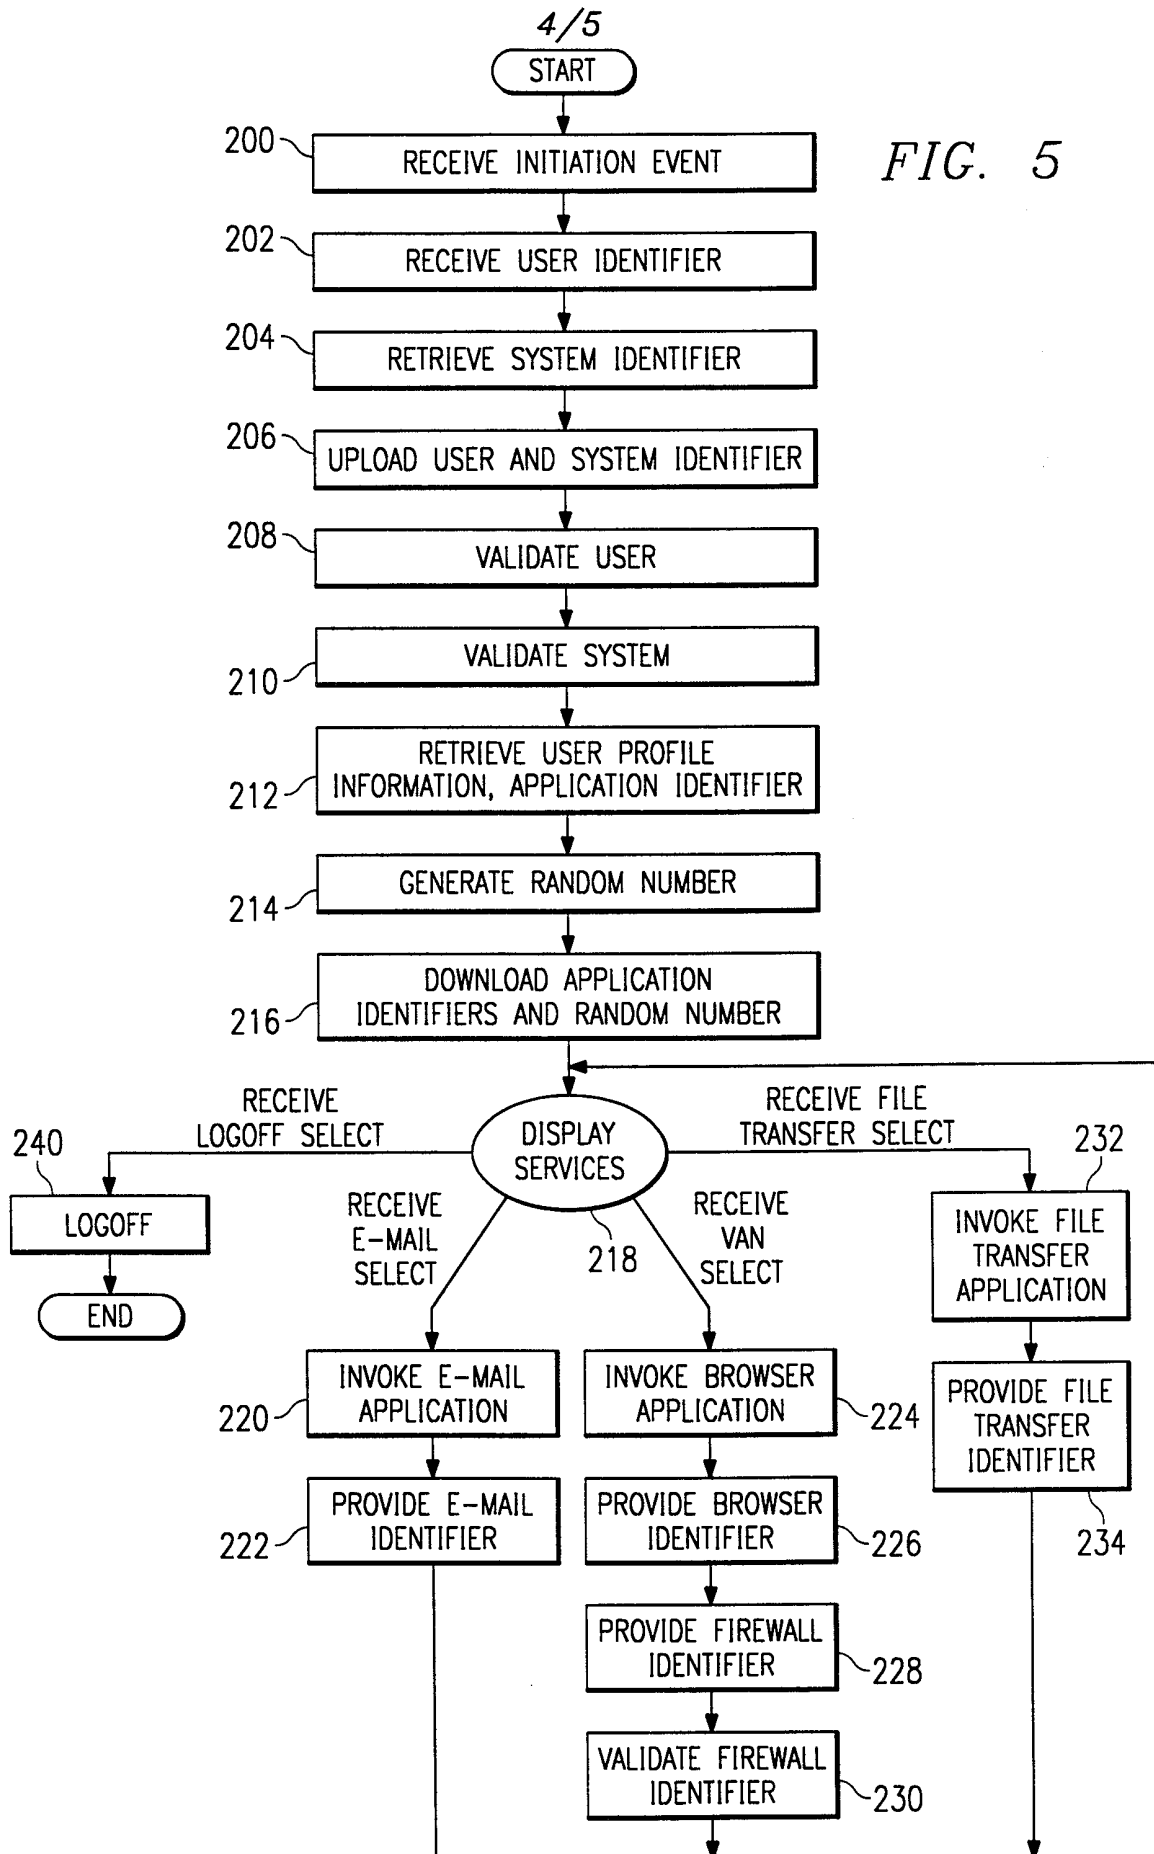 4/5
START
FIG. 5
200
RECEIVE INITIATION EVENT
202
RECEIVE USER IDENTIFIER
204
RETRIEVE SYSTEM IDENTIFIER
206
UPLOAD USER AND SYSTEM IDENTIFIER
208
VALIDATE USER
210
VALIDATE SYSTEM
212
RETRIEVE USER PROFILE
INFORMATION, APPLICATION IDENTIFIER
214
GENERATE RANDOM NUMBER
216
DOWNLOAD APPLICATION
IDENTIFIERS AND RANDOM NUMBER
RECEIVE
LOGOFF SELECT
DISPLAY
SERVICES
218
RECEIVE FILE
TRANSFER SELECT
240
LOGOFF
END
RECEIVE
E-MAIL
SELECT
RECEIVE
VAN
SELECT
232
INVOKE FILE
TRANSFER
APPLICATION
220
INVOKE E-MAIL
APPLICATION
INVOKE BROWSER
APPLICATION
224
PROVIDE FILE
TRANSFER
IDENTIFIER
234
222
PROVIDE E-MAIL
IDENTIFIER
PROVIDE BROWSER
IDENTIFIER
226
PROVIDE FIREWALL
IDENTIFIER
228
VALIDATE FIREWALL
IDENTIFIER
230